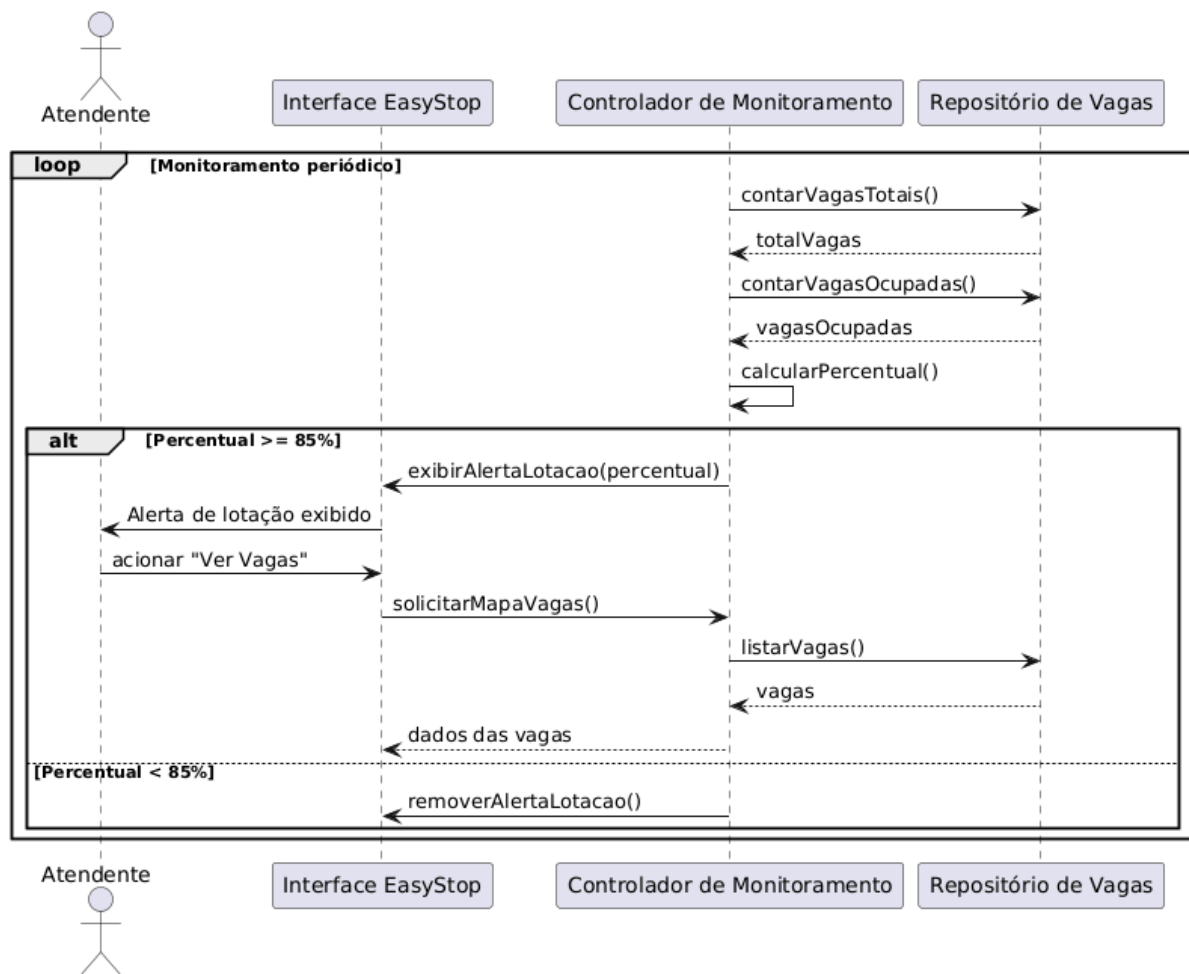 Atendente
Interface EasyStop
Controlador de Monitoramento
Repositório de Vagas
loop
[Monitoramento periódico]
contarVagasTotais()
totalVagas
contarVagasOcupadas()
vagasOcupadas
calcularPercentual()
alt
[Percentual >= 85%]
exibirAlertaLotacao(percentual)
Alerta de lotação exibido
acionar "Ver Vagas"
solicitarMapaVagas()
listarVagas()
vagas
dados das vagas
[Percentual < 85%]
removerAlertaLotacao()
Atendente
Interface EasyStop
Controlador de Monitoramento
Repositório de Vagas